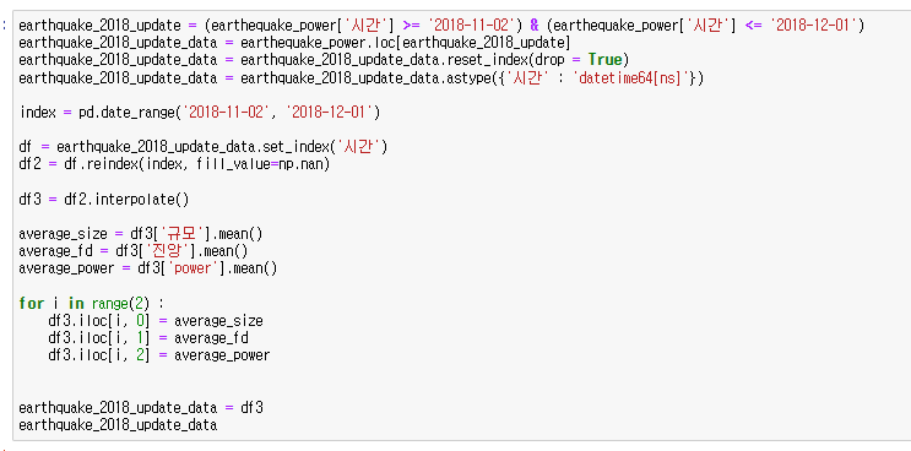 earthquake_2018_update = (earthequake_power['시간'] >= '2018-11-02') & (earthequake_power['시간'] <= '2018-12-01')
earthquake_2018_update_data = earthequake_power.loc[earthquake_2018_update]
earthquake_2018_update_data = earthquake_2018_update_data.reset_index(drop = True)
earthquake_2018_update_data = earthquake_2018_update_data.astype({'시간' : 'datetime64[ns]'})
index = pd.date_range('2018-11-02', '2018-12-01')
df = earthquake_2018_update_data.set_index('시간')
df2 = df.reindex(index, fill_value=np.nan)
df3 = df2.interpolate()
average_size = df3['규모'].mean()
average_fd = df3['진앙'].mean()
average_power = df3['power'].mean()
for i in range(2) :
    df3.iloc[i, 0] = average_size
    df3.iloc[i, 1] = average_fd
    df3.iloc[i, 2] = average_power
earthquake_2018_update_data = df3
earthquake_2018_update_data